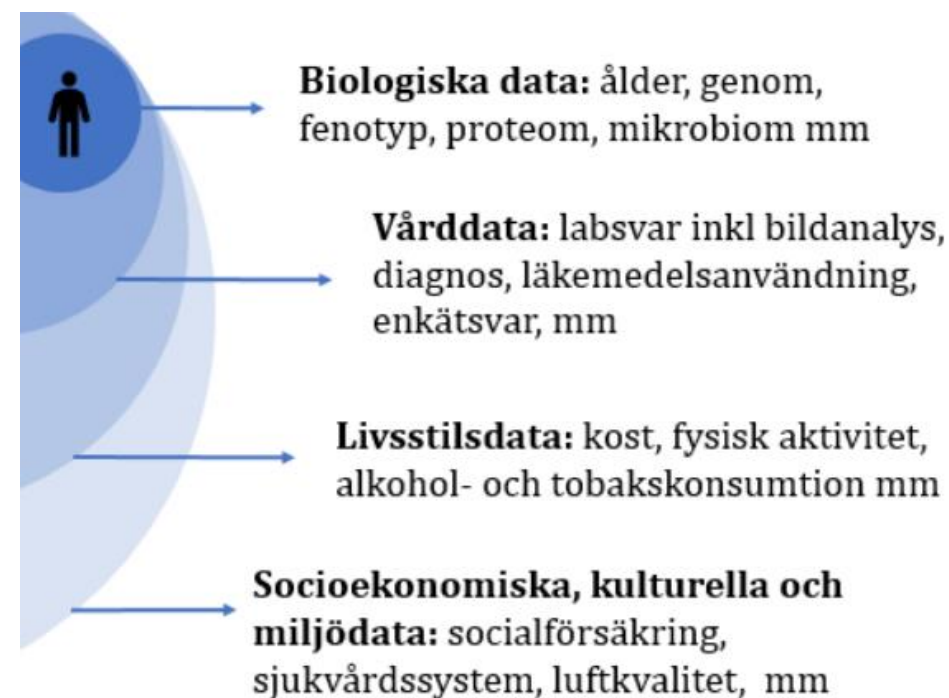 Biologiska data: ålder, genom,
fenotyp, proteom, mikrobiom mm
Vårddata: labsvar inkl bildanalys,
diagnos, läkemedelsanvändning,
enkätsvar, mm
Livsstilsdata: kost, fysisk aktivitet,
alkohol- och tobakskonsumtion mm
Socioekonomiska, kulturella och
miljödata: socialförsäkring,
sjukvårdssystem, luftkvalitet, mm